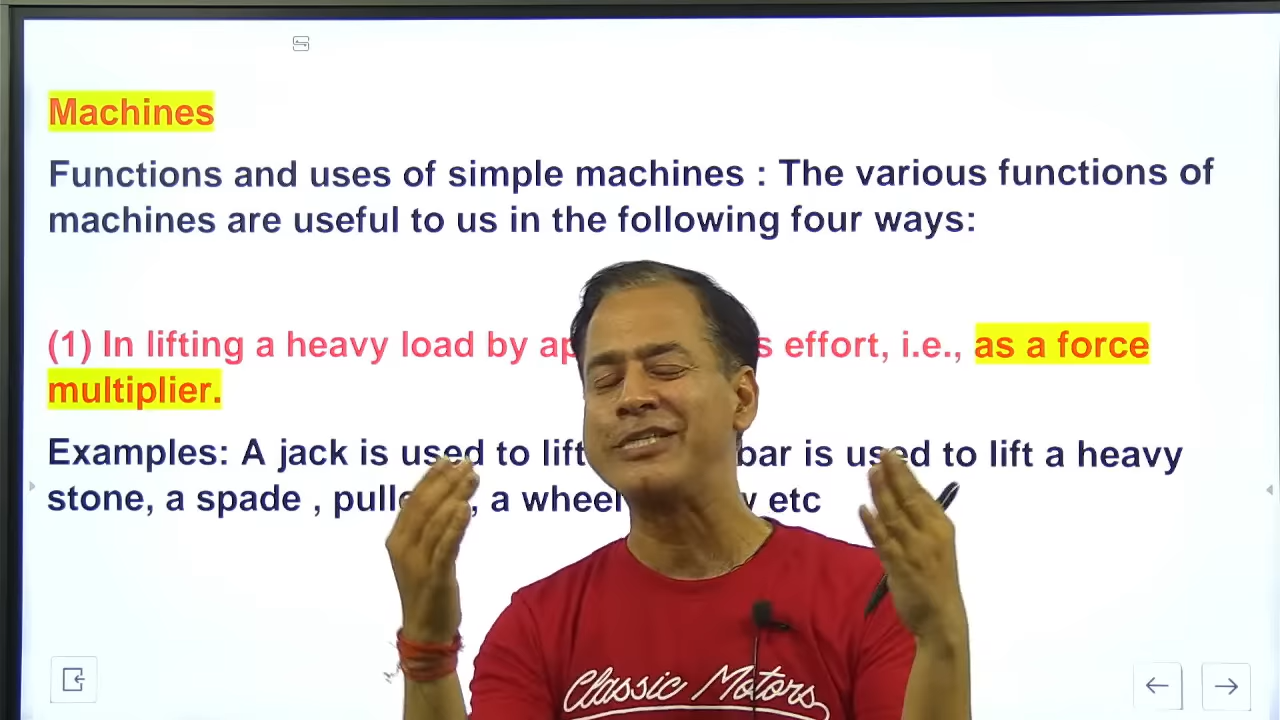 Machines
Functions and uses of simple machines : The various functions of
machines are useful to us in the following four ways:
(1) In lifting a heavy load by effort, i.e., as a force
multiplier.
Examples: A jack is used to lift bar is used to lift a heavy
stone, a spade , a wheel etc
Classic Motors